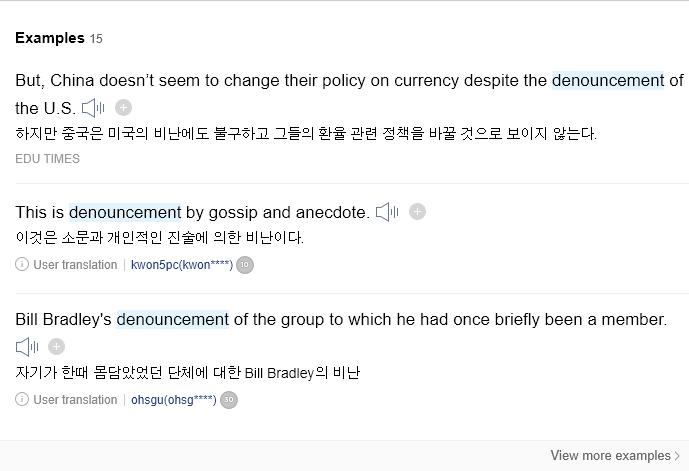 Examples 15
But, China doesn’t seem to change their policy on currency despite the denouncement of
the U.S.
하지만 중국은 미국의 비난에도 불구하고 그들의 환율 관련 정책을 바꿀 것으로 보이지 않는다.
EDU TIMES
This is denouncement by gossip and anecdote.
이것은 소문과 개인적인 진술에 의한 비난이다.
User translation | kwon5pc(kwon****) 10
Bill Bradley's denouncement of the group to which he had once briefly been a member.
자기가 한때 몸담았었던 단체에 대한 Bill Bradley의 비난
User translation | ohsgu(ohsg****) 30
View more examples >